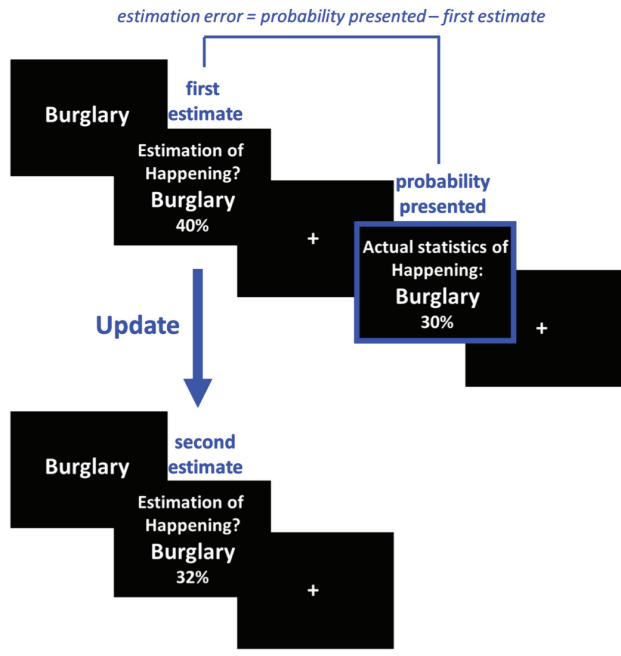 estimation error = probability presented – first estimate
first
estimate
Burglary
Estimation of
Happening?
Burglary
40%
+
probability
presented
Actual statistics of
Happening:
Burglary
30%
+
Update
second
estimate
Burglary
Estimation of
Happening?
Burglary
32%
+